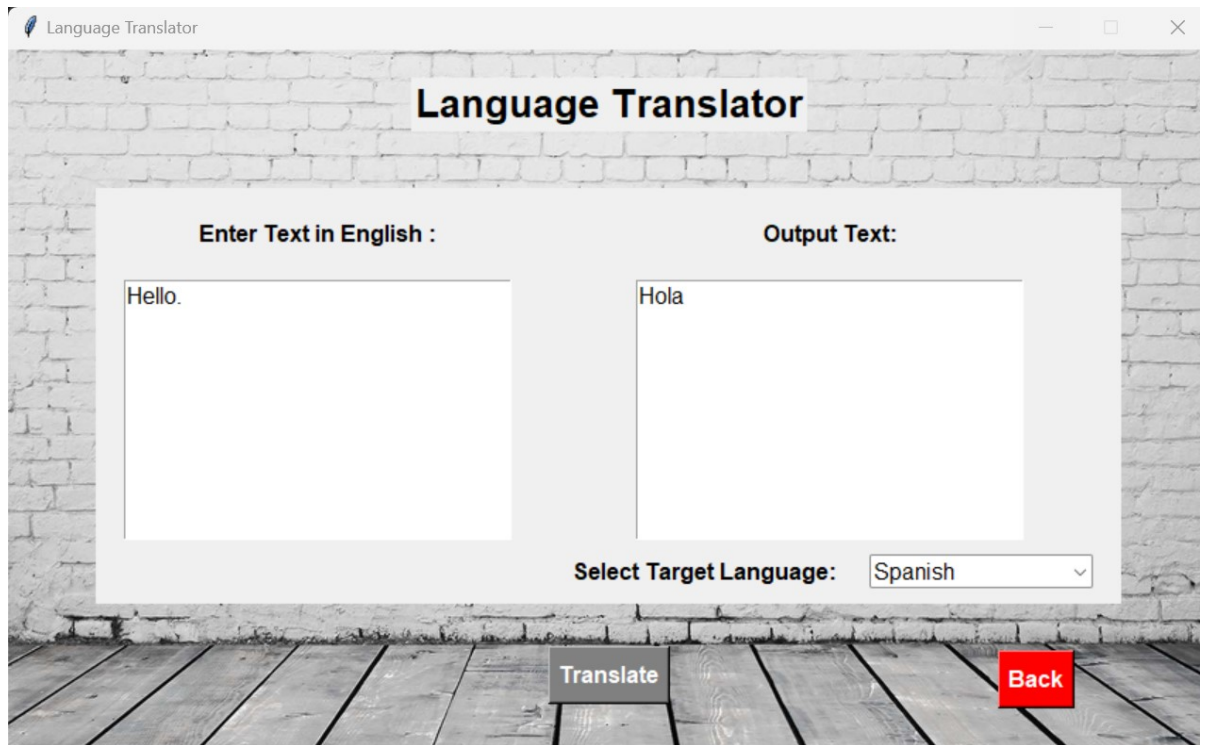 Language Translator
Language Translator
Enter Text in English :
Output Text:
Hello.
Hola
Select Target Language:
Spanish
Translate
Back